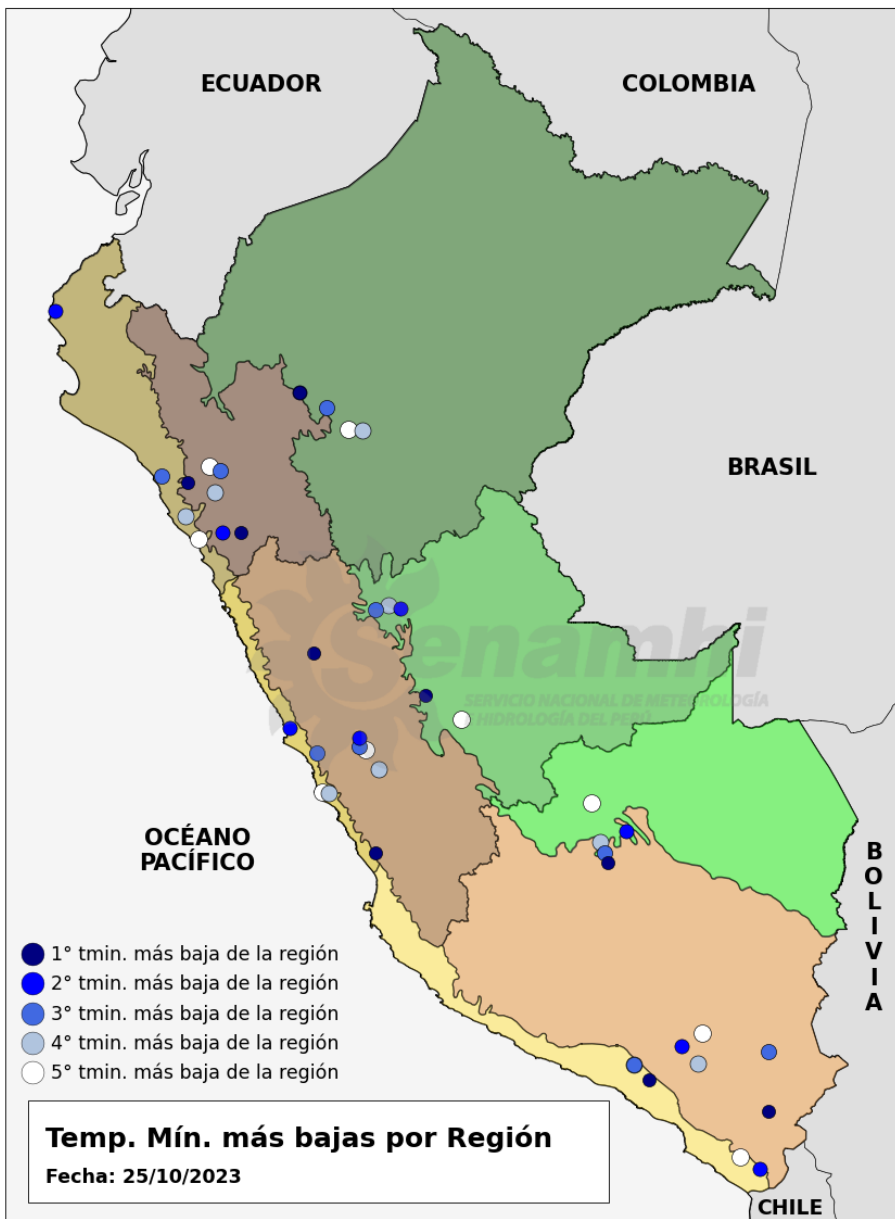 ECUADOR
COLOMBIA
BRASIL
Senamhi
SERVICIO NACIONAL DE METEOROLOGÍA
E HIDROLOGÍA DEL PERÚ
OCÉANO
PACÍFICO
B
O
L
I
V
I
A
1° tmin. más baja de la región
2° tmin. más baja de la región
3° tmin. más baja de la región
4° tmin. más baja de la región
5° tmin. más baja de la región
Temp. Mín. más bajas por Región
Fecha: 25/10/2023
CHILE